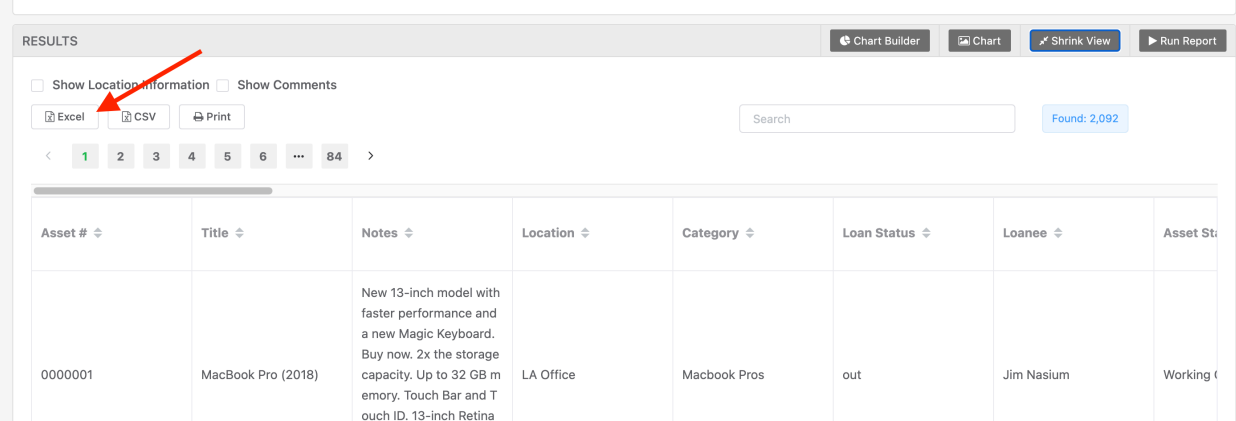 RESULTS
Chart Builder
Chart
Shrink View
Run Report
Show Location Information
Show Comments
Excel
CSV
Print
Search
Found: 2,092
1 2 3 4 5 6 ••• 84
Asset #
Title
Notes
Location
Category
Loan Status
Loanee
Asset Sta
0000001
MacBook Pro (2018)
New 13-inch model with
faster performance and
a new Magic Keyboard.
Buy now. 2x the storage
capacity. Up to 32 GB m
emory. Touch Bar and T
ouch ID. 13-inch Retina
LA Office
Macbook Pros
out
Jim Nasium
Working